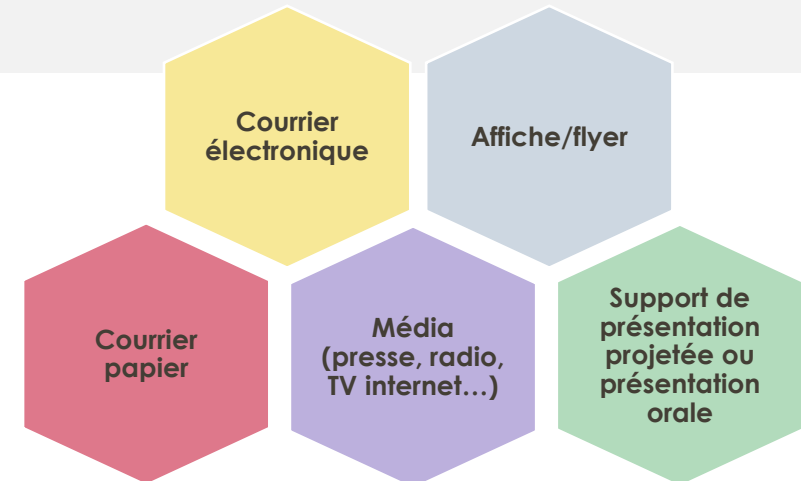 Courrier
électronique
Affiche/flyer
Courrier
papier
Média
(presse, radio,
TV internet…)
Support de
présentation
projetée ou
présentation
orale